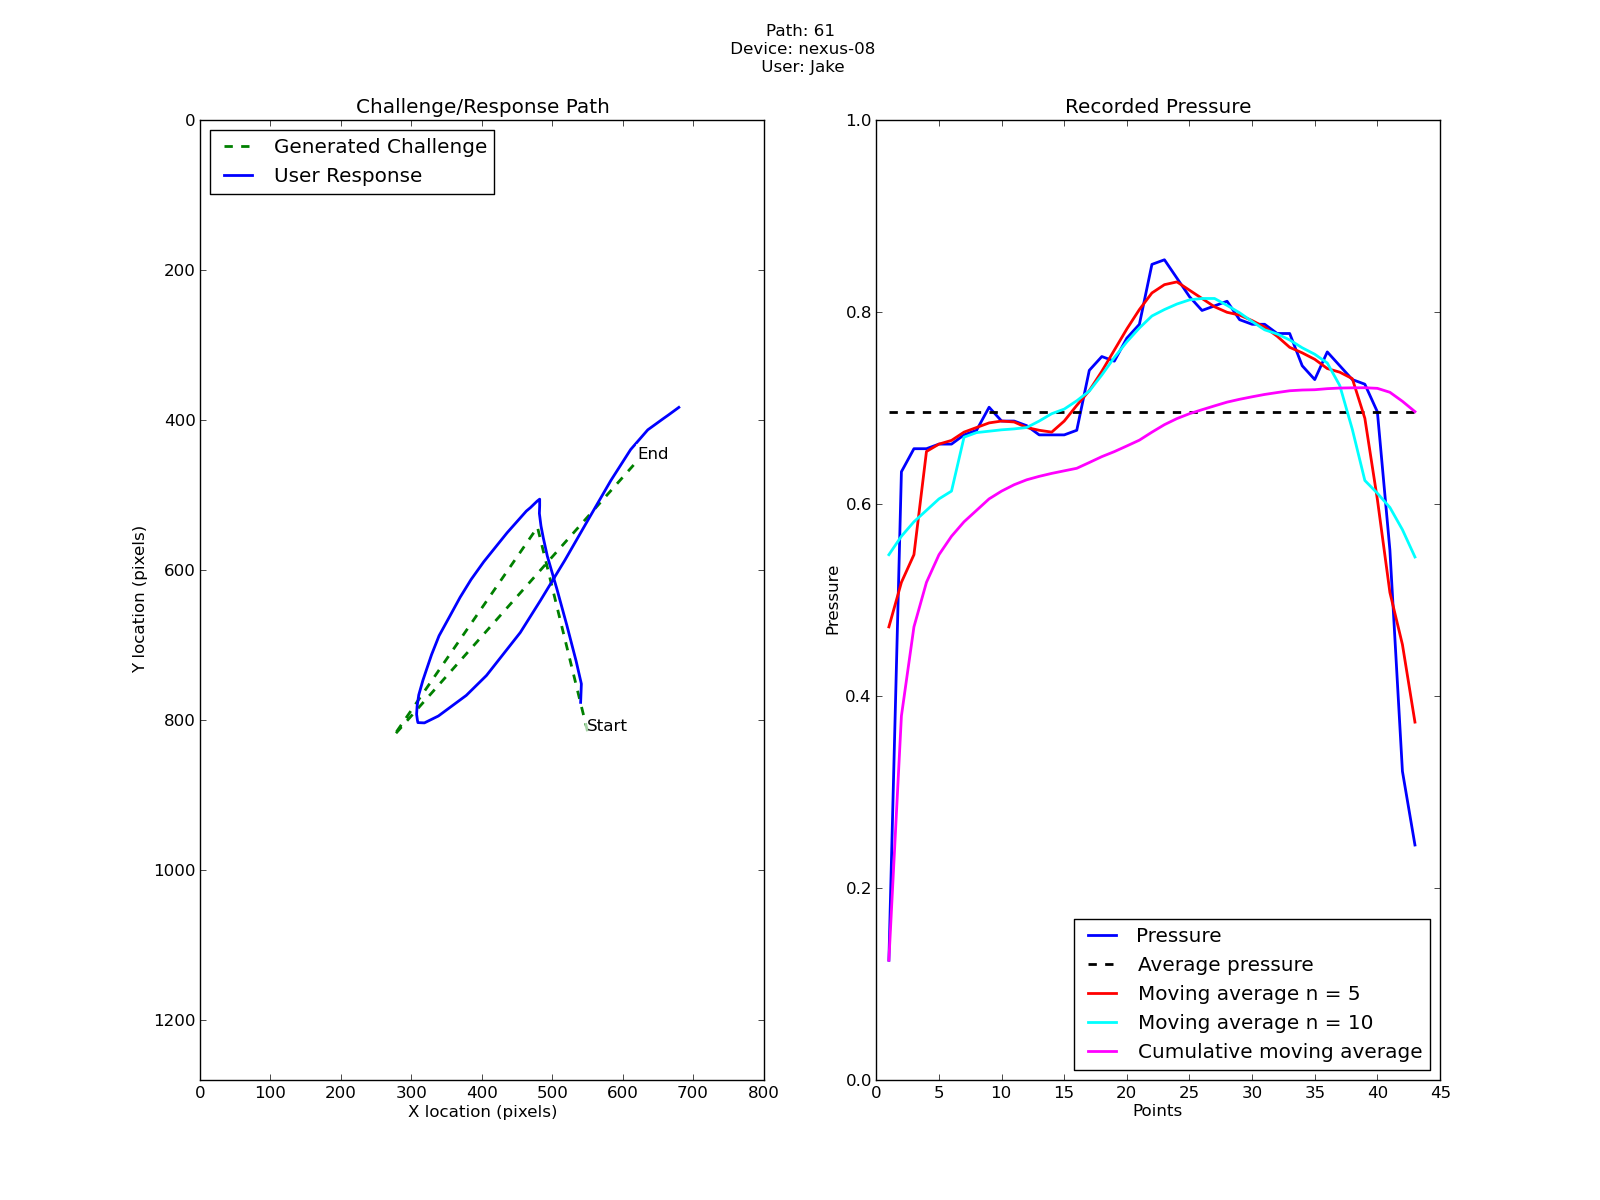 Path: 61
Device: nexus-08
User: Jake
Challenge/Response Path
Generated Challenge
User Response
0
200
400
600
800
1000
1200
Y location (pixels)
End
Start
0 100 200 300 400 500 600 700 800
X location (pixels)
Recorded Pressure
1.0
0.8
0.6
0.4
0.2
0.0
Pressure
Pressure
Average pressure
Moving average n = 5
Moving average n = 10
Cumulative moving average
0 5 10 15 20 25 30 35 40 45
Points